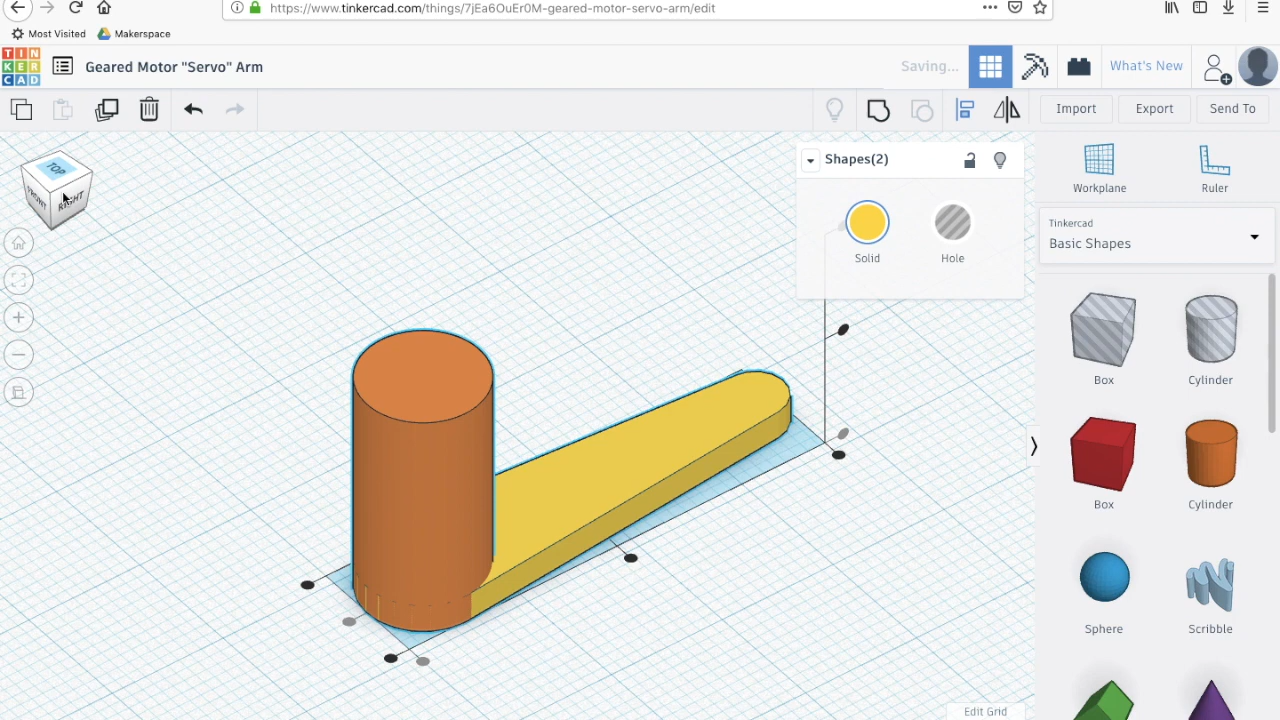 https://www.tinkercad.com/things/7jEa6OuEr0M-geared-motor-servo-arm/edit
Most Visited
Makerspace
TIN
KER
CAD
Geared Motor "Servo" Arm
Saving...
What's New
Import
Export
Send To
TOP
FRONT
RIGHT
Shapes(2)
Solid
Hole
Workplane
Ruler
Tinkercad
Basic Shapes
Box
Cylinder
Box
Cylinder
Sphere
Scribble
Edit Grid